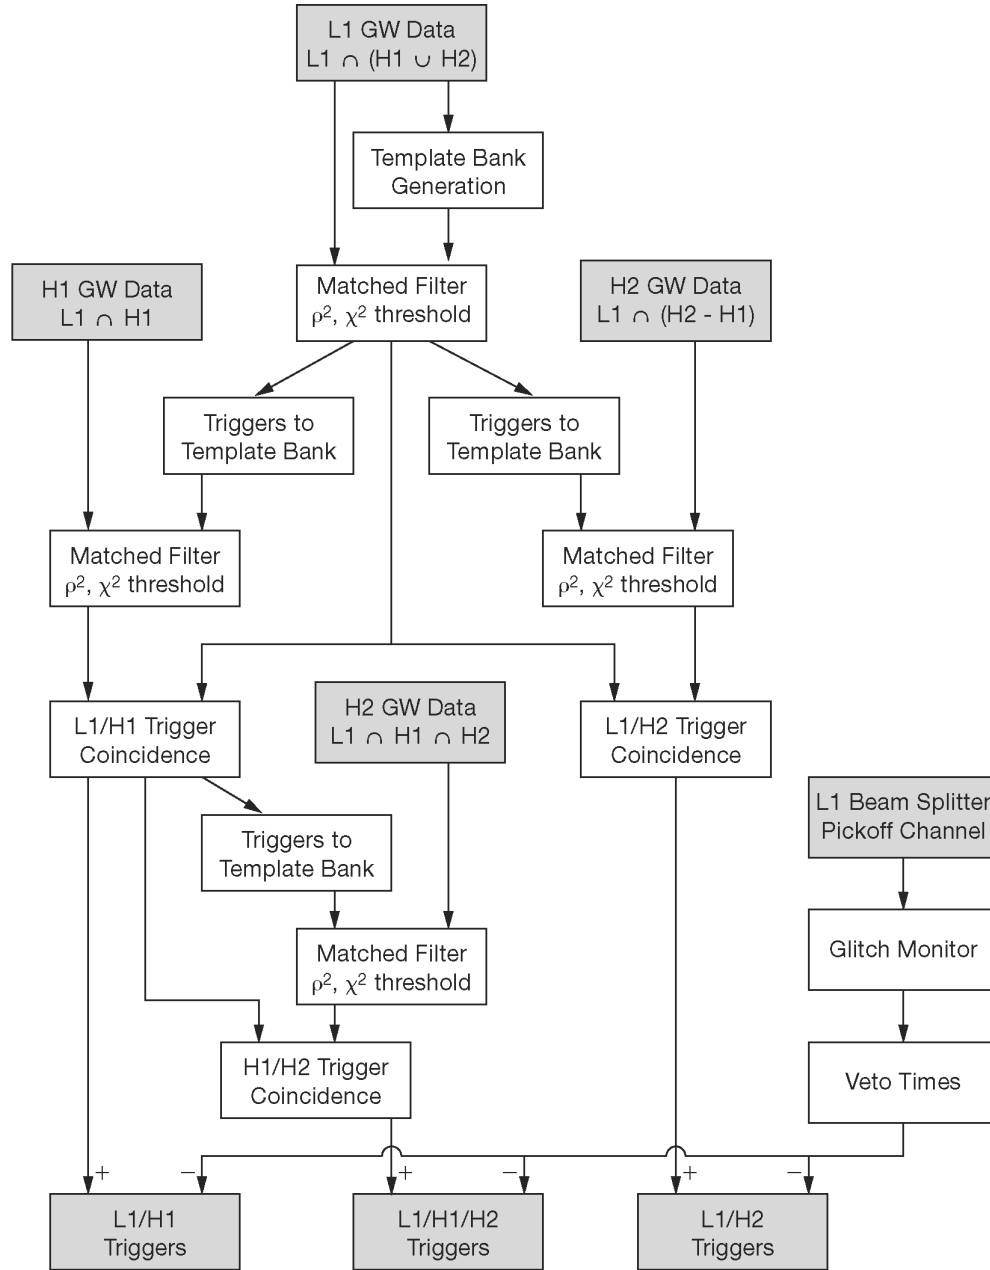 L1 GW Data
L1 ∩ (H1 ∪ H2)
Template Bank
Generation
H1 GW Data
L1 ∩ H1
Matched Filter
ρ², χ² threshold
H2 GW Data
L1 ∩ (H2 - H1)
Triggers to
Template Bank
Triggers to
Template Bank
Matched Filter
ρ², χ² threshold
Matched Filter
ρ², χ² threshold
L1/H1 Trigger
Coincidence
H2 GW Data
L1 ∩ H1 ∩ H2
L1/H2 Trigger
Coincidence
L1 Beam Splitter
Pickoff Channel
Triggers to
Template Bank
Matched Filter
ρ², χ² threshold
Glitch Monitor
H1/H2 Trigger
Coincidence
Veto Times
+ − + − + −
L1/H1
Triggers
L1/H1/H2
Triggers
L1/H2
Triggers